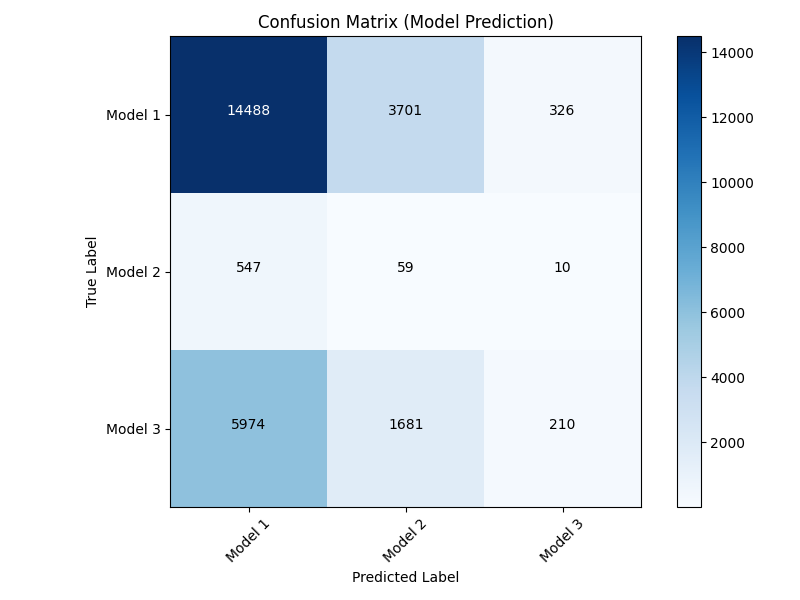 Confusion Matrix (Model Prediction)
Model 1
14488
3701
326
Model 2
547
59
10
Model 3
5974
1681
210
True Label
Model 1
Model 2
Model 3
Predicted Label
14000
12000
10000
8000
6000
4000
2000